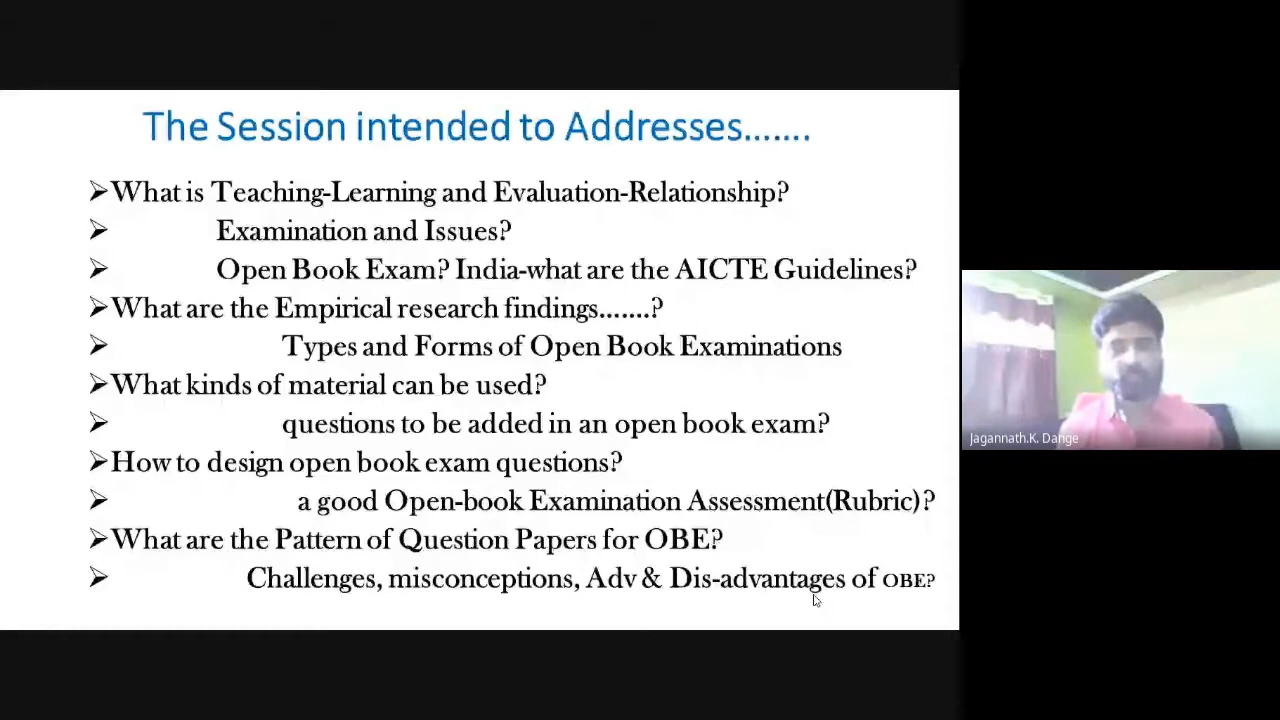 The Session intended to Addresses.......
➢What is Teaching-Learning and Evaluation-Relationship?
➢ Examination and Issues?
➢ Open Book Exam? India-what are the AICTE Guidelines?
➢What are the Empirical research findings.......?
➢ Types and Forms of Open Book Examinations
➢What kinds of material can be used?
➢ questions to be added in an open book exam?
➢How to design open book exam questions?
➢ a good Open-book Examination Assessment(Rubric)?
➢What are the Pattern of Question Papers for OBE?
➢ Challenges, misconceptions, Adv & Dis-advantages of OBE?
Jagannath.K. Dange